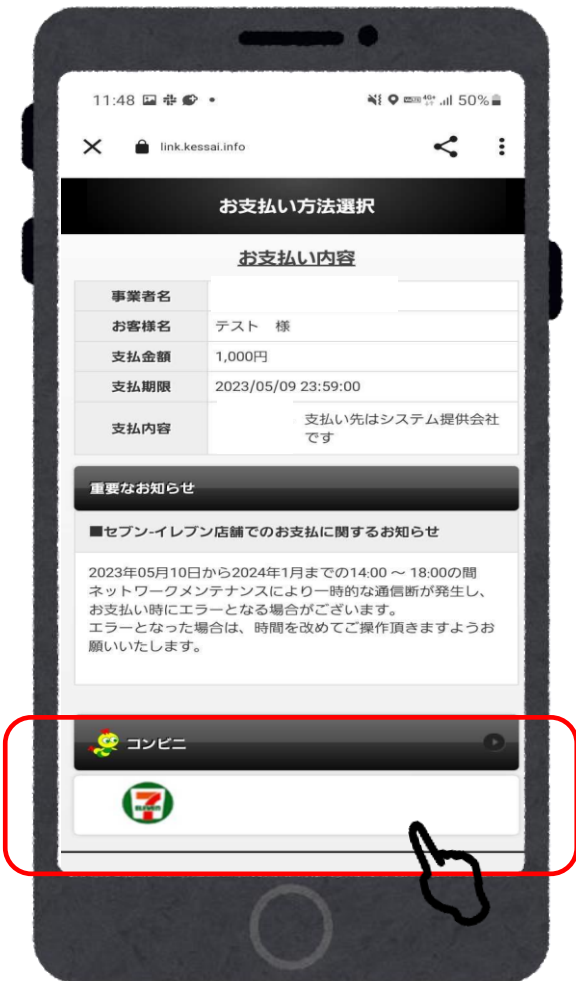 11:48
50%
link.kessai.info
お支払い方法選択
お支払い内容
事業者名
お客様名 テスト 様
支払金額 1,000円
支払期限 2023/05/09 23:59:00
支払内容 支払い先はシステム提供会社
です
重要なお知らせ
■セブン-イレブン店舗でのお支払に関するお知らせ
2023年05月10日から2024年1月までの14:00 ~ 18:00の間
ネットワークメンテナンスにより一時的な通信断が発生し、
お支払い時にエラーとなる場合がございます。
エラーとなった場合は、時間を改めてご操作頂きますようお
願いいたします。
コンビニ
7
ELEVEN